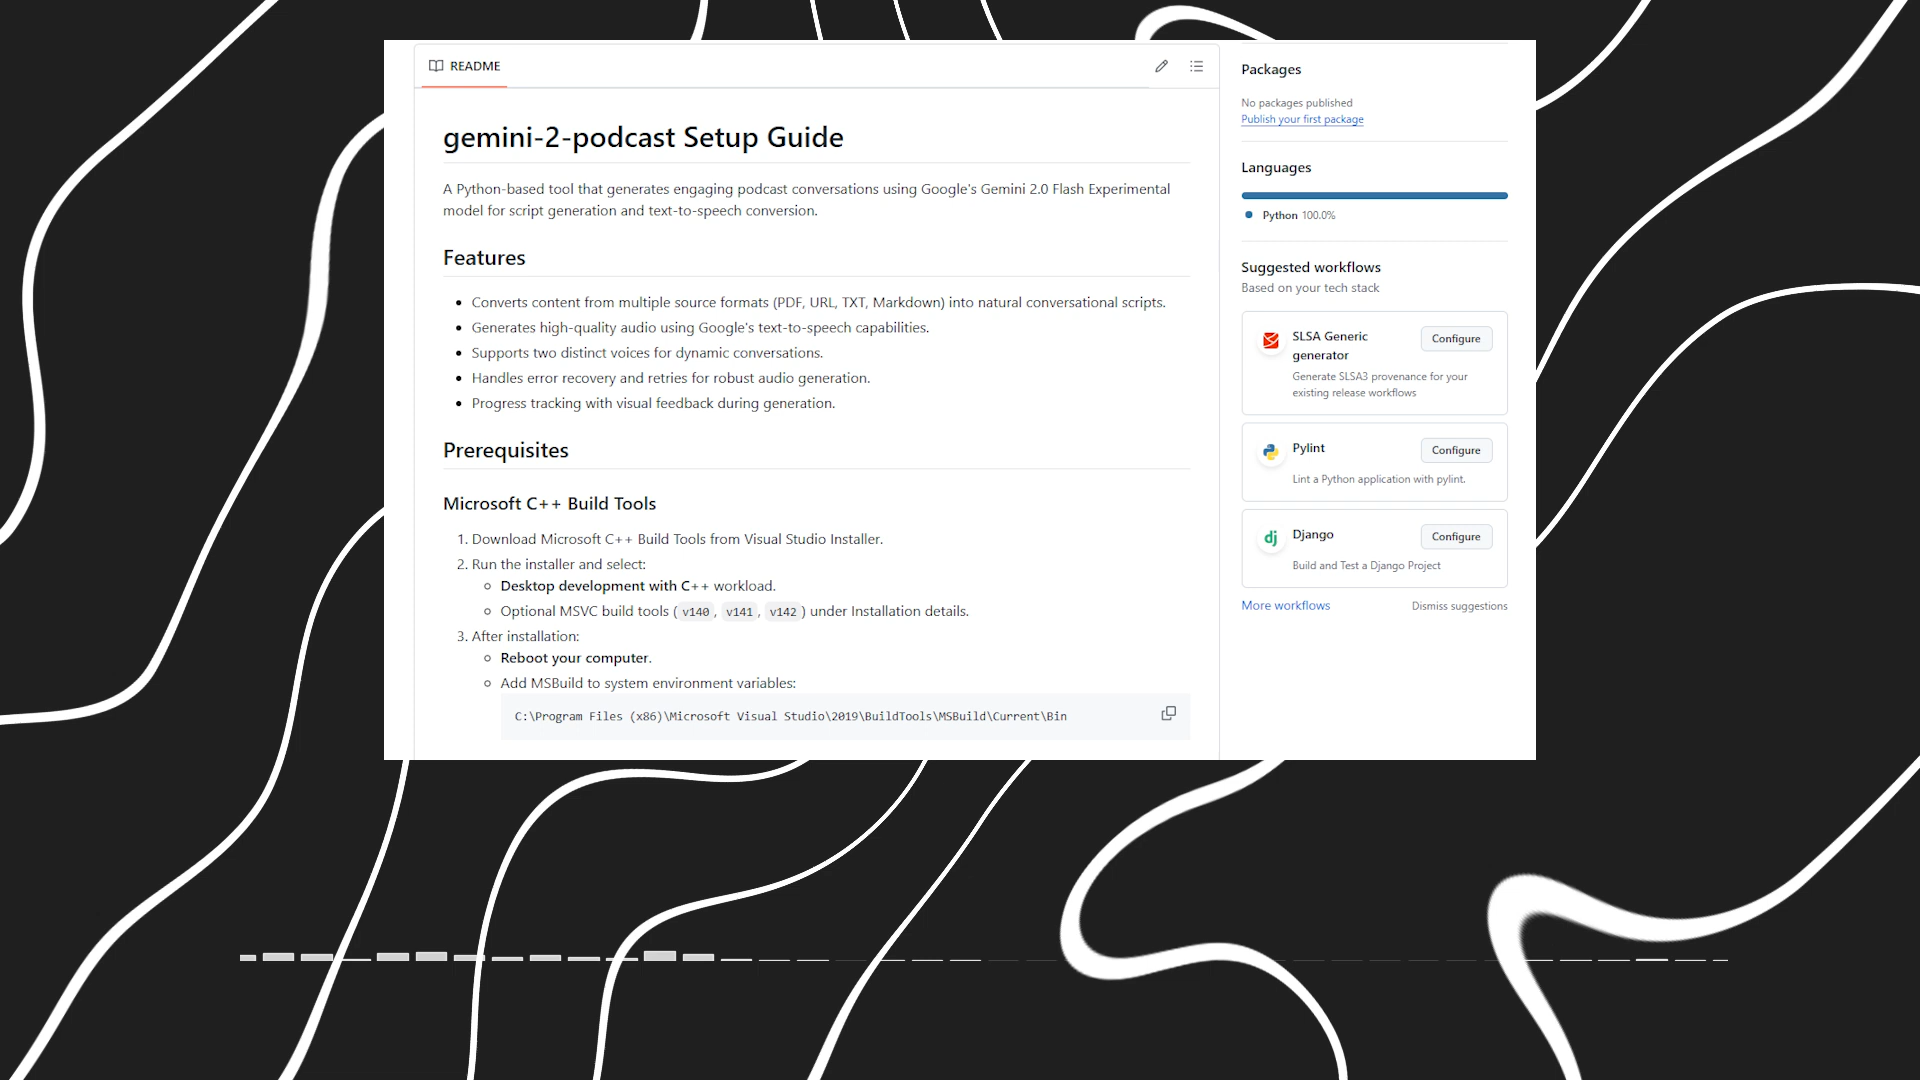 README
gemini-2-podcast Setup Guide
A Python-based tool that generates engaging podcast conversations using Google's Gemini 2.0 Flash Experimental
model for script generation and text-to-speech conversion.
Features
• Converts content from multiple source formats (PDF, URL, TXT, Markdown) into natural conversational scripts.
• Generates high-quality audio using Google's text-to-speech capabilities.
• Supports two distinct voices for dynamic conversations.
• Handles error recovery and retries for robust audio generation.
• Progress tracking with visual feedback during generation.
Prerequisites
Microsoft C++ Build Tools
1. Download Microsoft C++ Build Tools from Visual Studio Installer.
2. Run the installer and select:
Desktop development with C++ workload.
Optional MSVC build tools (v140, v141, v142) under Installation details.
3. After installation:
Reboot your computer.
Add MSBuild to system environment variables:
C:\Program Files (x86)\Microsoft Visual Studio\2019\BuildTools\MSBuild\Current\Bin
Packages
No packages published
Publish your first package
Languages
Python 100.0%
Suggested workflows
Based on your tech stack
SLSA Generic
generator
Configure
Generate SLSA3 provenance for your
existing release workflows
Pylint
Configure
Lint a Python application with pylint.
dj
Django
Configure
Build and Test a Django Project
More workflows
Dismiss suggestions